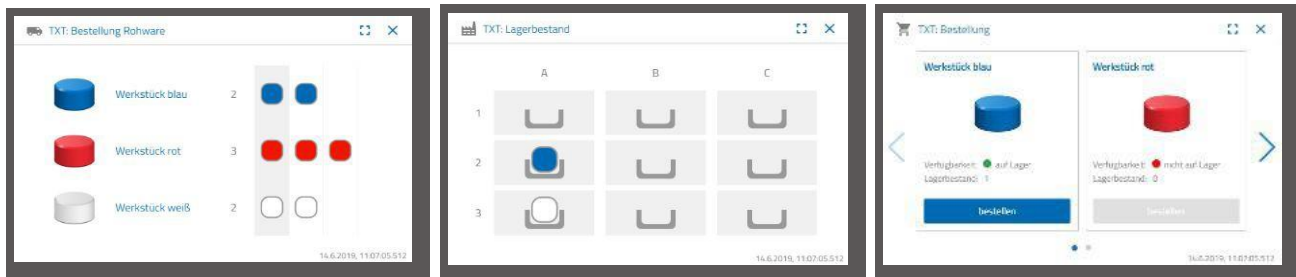 TXT: Bestellung Rohware
Werkstück blau 2
Werkstück rot 3
Werkstück weiß 2
14.6.2019, 11:07:05.512
TXT: Lagerbestand
A B C
1
2
3
14.6.2019, 11:07:05.512
TXT: Bestellung
Werkstück blau
Verfügbarkeit: auf Lager
Lagerbestand: 1
bestellen
Werkstück rot
Verfügbarkeit: nicht auf Lager
Lagerbestand: 0
bestellen
14.6.2019, 11:07:05.512